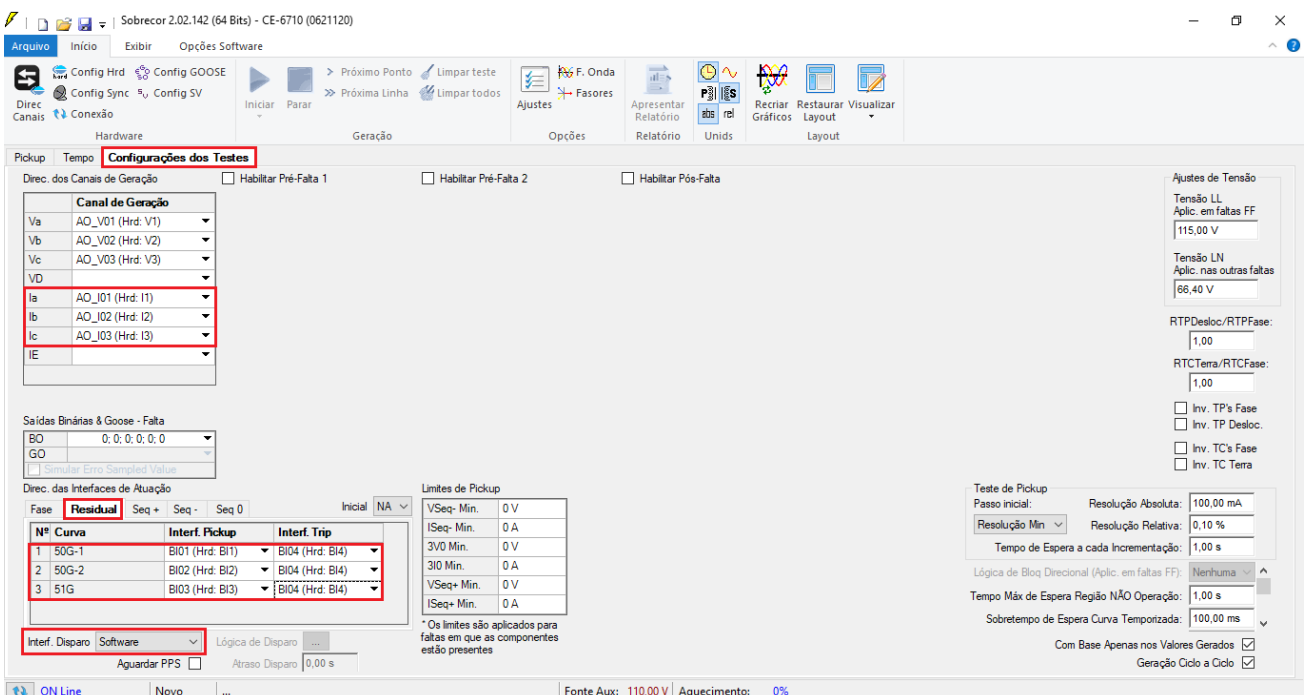 Sobrecor 2.02.142 (64 Bits) - CE-6710 (0621120)
Arquivo Início Exibir Opções Software
Direc Canais
Config Hrd Config GOOSE
Config Sync Config SV
Conexão
Hardware
Iniciar Parar
Próximo Ponto Limpar teste
Próxima Linha Limpar todos
Geração
Ajustes
F. Onda
Fasores
Opções
Apresentar Relatório
Relatório
abs rel
Unids
Recriar Gráficos
Restaurar Layout
Visualizar
Layout
Pickup Tempo Configurações dos Testes
Direc. dos Canais de Geração
Habilitar Pré-Falta 1 Habilitar Pré-Falta 2 Habilitar Pós-Falta
Canal de Geração
Va AO_V01 (Hrd: V1)
Vb AO_V02 (Hrd: V2)
Vc AO_V03 (Hrd: V3)
VD
Ia AO_I01 (Hrd: I1)
Ib AO_I02 (Hrd: I2)
Ic AO_I03 (Hrd: I3)
IE
Ajustes de Tensão
Tensão LL
Aplic. em faltas FF
115,00 V
Tensão LN
Aplic. nas outras faltas
66,40 V
RTPDesloc/RTPFase:
1,00
RTCTerra/RTCFase:
1,00
Inv. TP's Fase
Inv. TP Desloc.
Inv. TC's Fase
Inv. TC Terra
Saídas Binárias & Goose - Falta
BO 0; 0; 0; 0; 0; 0
GO
Simular Erro Sampled Value
Direc. das Interfaces de Atuação
Fase Residual Seq + Seq - Seq 0 Inicial NA
Nº Curva Interf. Pickup Interf. Trip
1 50G-1 BI01 (Hrd: BI1) BI04 (Hrd: BI4)
2 50G-2 BI02 (Hrd: BI2) BI04 (Hrd: BI4)
3 51G BI03 (Hrd: BI3) BI04 (Hrd: BI4)
Interf. Disparo Software Lógica de Disparo ...
Aguardar PPS Atraso Disparo 0,00 s
Limites de Pickup
VSeq- Min. 0 V
ISeq- Min. 0 A
3V0 Min. 0 V
3I0 Min. 0 A
VSeq+ Min. 0 V
ISeq+ Min. 0 A
* Os limites são aplicados para
faltas em que as componentes
estão presentes
Teste de Pickup
Passo inicial: Resolução Absoluta: 100,00 mA
Resolução Min Resolução Relativa: 0,10 %
Tempo de Espera a cada Incrementação: 1,00 s
Lógica de Bloq Direcional (Aplic. em faltas FF): Nenhuma
Tempo Máx de Espera Região NÃO Operação: 1,00 s
Sobretempo de Espera Curva Temporizada: 100,00 ms
Com Base Apenas nos Valores Gerados
Geração Ciclo a Ciclo
ON Line Novo ... Fonte Aux: 110,00 V Aquecimento: 0%